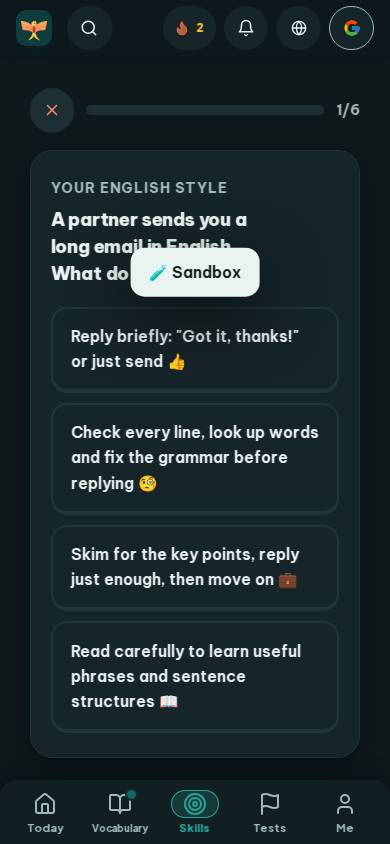 2
1/6
YOUR ENGLISH STYLE
A partner sends you a
long email in English.
What do
🧪 Sandbox
Reply briefly: "Got it, thanks!"
or just send 👍
Check every line, look up words
and fix the grammar before
replying 🧐
Skim for the key points, reply
just enough, then move on 💼
Read carefully to learn useful
phrases and sentence
structures 📖
Today
Vocabulary
Skills
Tests
Me